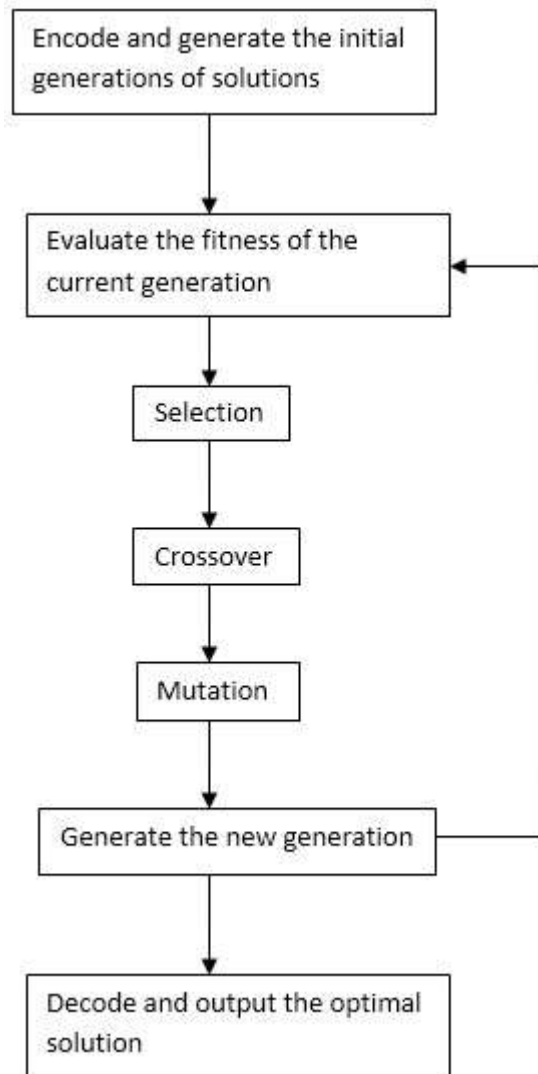 Encode and generate the initial
generations of solutions
Evaluate the fitness of the
current generation
Selection
Crossover
Mutation
Generate the new generation
Decode and output the optimal
solution